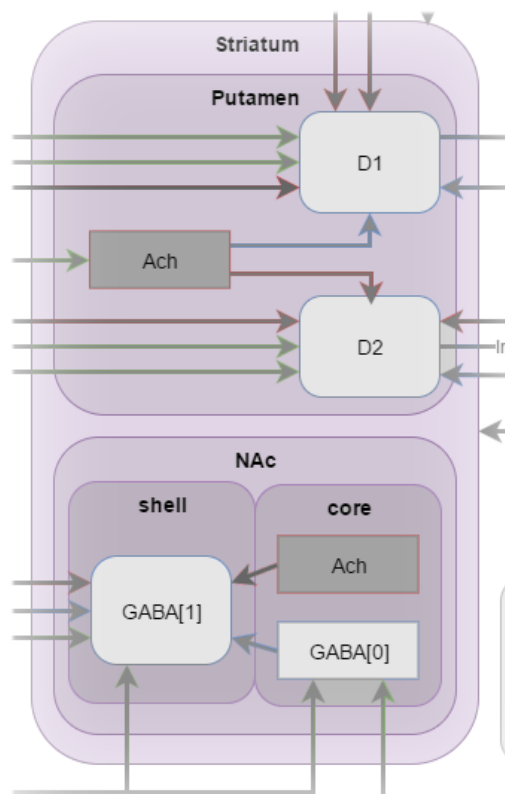 Striatum
Putamen
D1
Ach
D2
NAc
shell
core
Ach
GABA[1]
GABA[0]